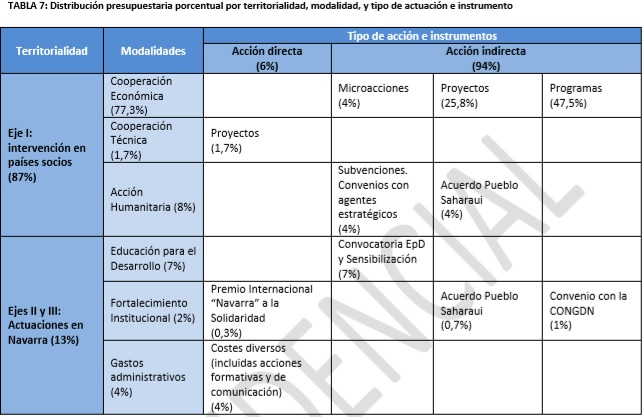 TABLA 7: Distribución presupuestaria porcentual por territorialidad, modalidad, y tipo de actuación e instrumento
Territorialidad
Modalidades
Tipo de acción e instrumentos
Acción directa
(6%)
Acción indirecta
(94%)
Eje I:
intervención en
países socios
(87%)
Cooperación
Económica
(77,3%)
Microacciones
(4%)
Proyectos
(25,8%)
Programas
(47,5%)
Cooperación
Técnica
(1,7%)
Proyectos
(1,7%)
Acción
Humanitaria (8%)
Subvenciones.
Convenios con
agentes
estratégicos
(4%)
Acuerdo Pueblo
Saharaui
(4%)
Ejes II y III:
Actuaciones en
Navarra (13%)
Educación para el
Desarrollo (7%)
Convocatoria EpD
y Sensibilización
(7%)
Fortalecimiento
Institucional (2%)
Premio Internacional
“Navarra” a la
Solidaridad
(0,3%)
Acuerdo Pueblo
Saharaui
(0,7%)
Convenio con la
CONGDN
(1%)
Gastos
administrativos
(4%)
Costes diversos
(incluidas acciones
formativas y de
comunicación)
(4%)
DENCIAL